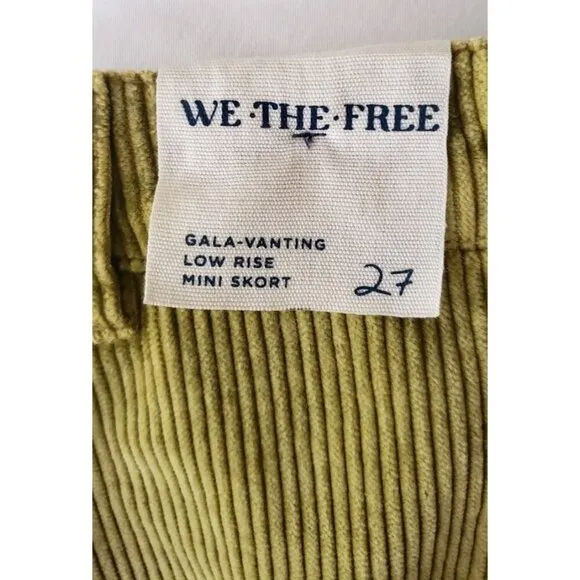 WE·THE·FREE
GALA-VANTING
LOW RISE
MINI SKORT
27